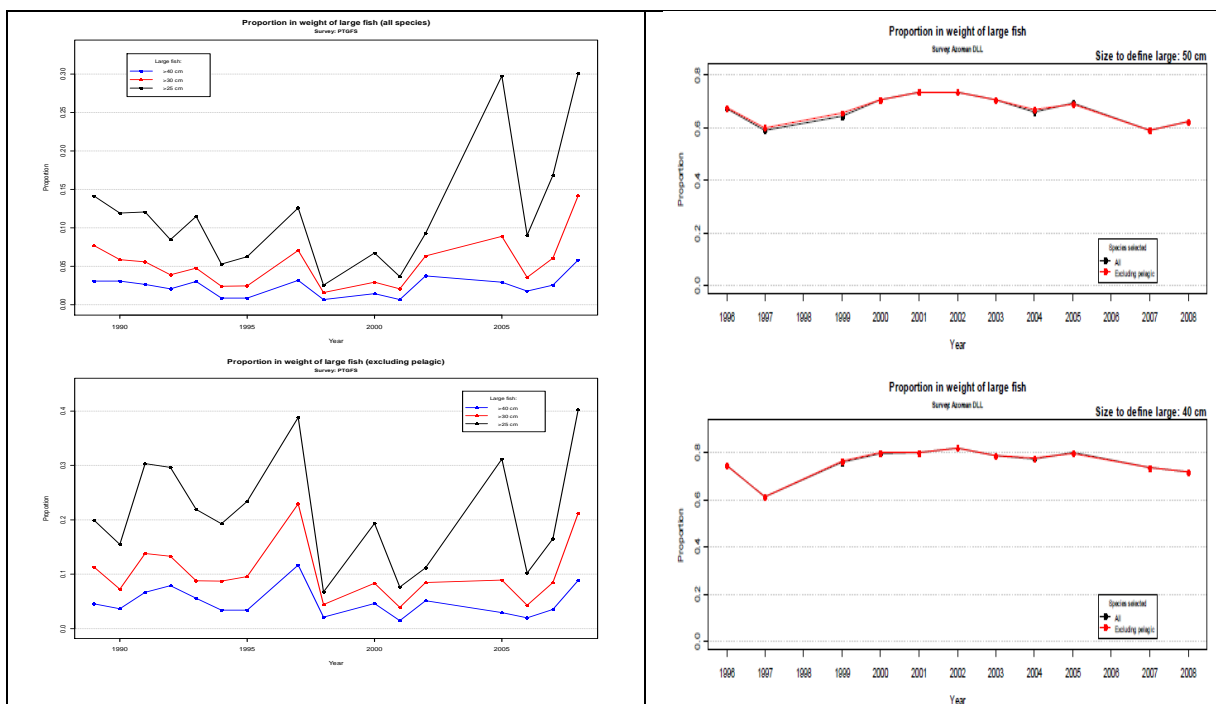 Proportion in weight of large fish (all species)
Survey: PTGFS
Large fish:
>40 cm
>30 cm
>25 cm
Proportion
0.30
0.25
0.20
0.15
0.10
0.05
0.00
1990 1995 2000 2005
Year
Proportion in weight of large fish (excluding pelagic)
Survey: PTGFS
Large fish:
>40 cm
>30 cm
>25 cm
Proportion
0.4
0.3
0.2
0.1
0.0
1990 1995 2000 2005
Year
Proportion in weight of large fish
Survey: Azorean DLL
Size to define large: 50 cm
Proportion
0.8
0.6
0.4
0.2
0.0
Species selected
All
Excluding pelagic
1996 1997 1998 1999 2000 2001 2002 2003 2004 2005 2006 2007 2008
Year
Proportion in weight of large fish
Survey: Azorean DLL
Size to define large: 40 cm
Proportion
0.8
0.6
0.4
0.2
0.0
Species selected
All
Excluding pelagic
1996 1997 1998 1999 2000 2001 2002 2003 2004 2005 2006 2007 2008
Year